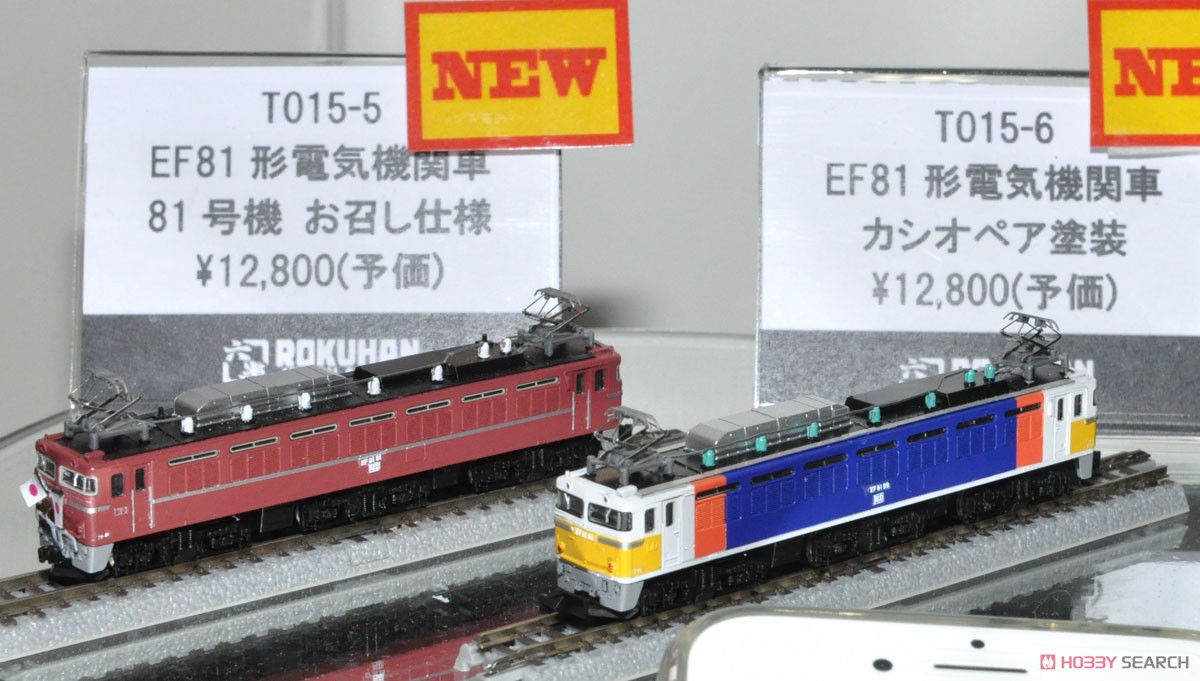 NEW
T015-5
EF81 形電気機関車
81 号機 お召し仕様
¥12,800(予価)
ROKUHAN
NE
T015-6
EF81 形電気機関車
カシオペア塗装
¥12,800(予価)
ROKUHAN
HOBBY SEARCH